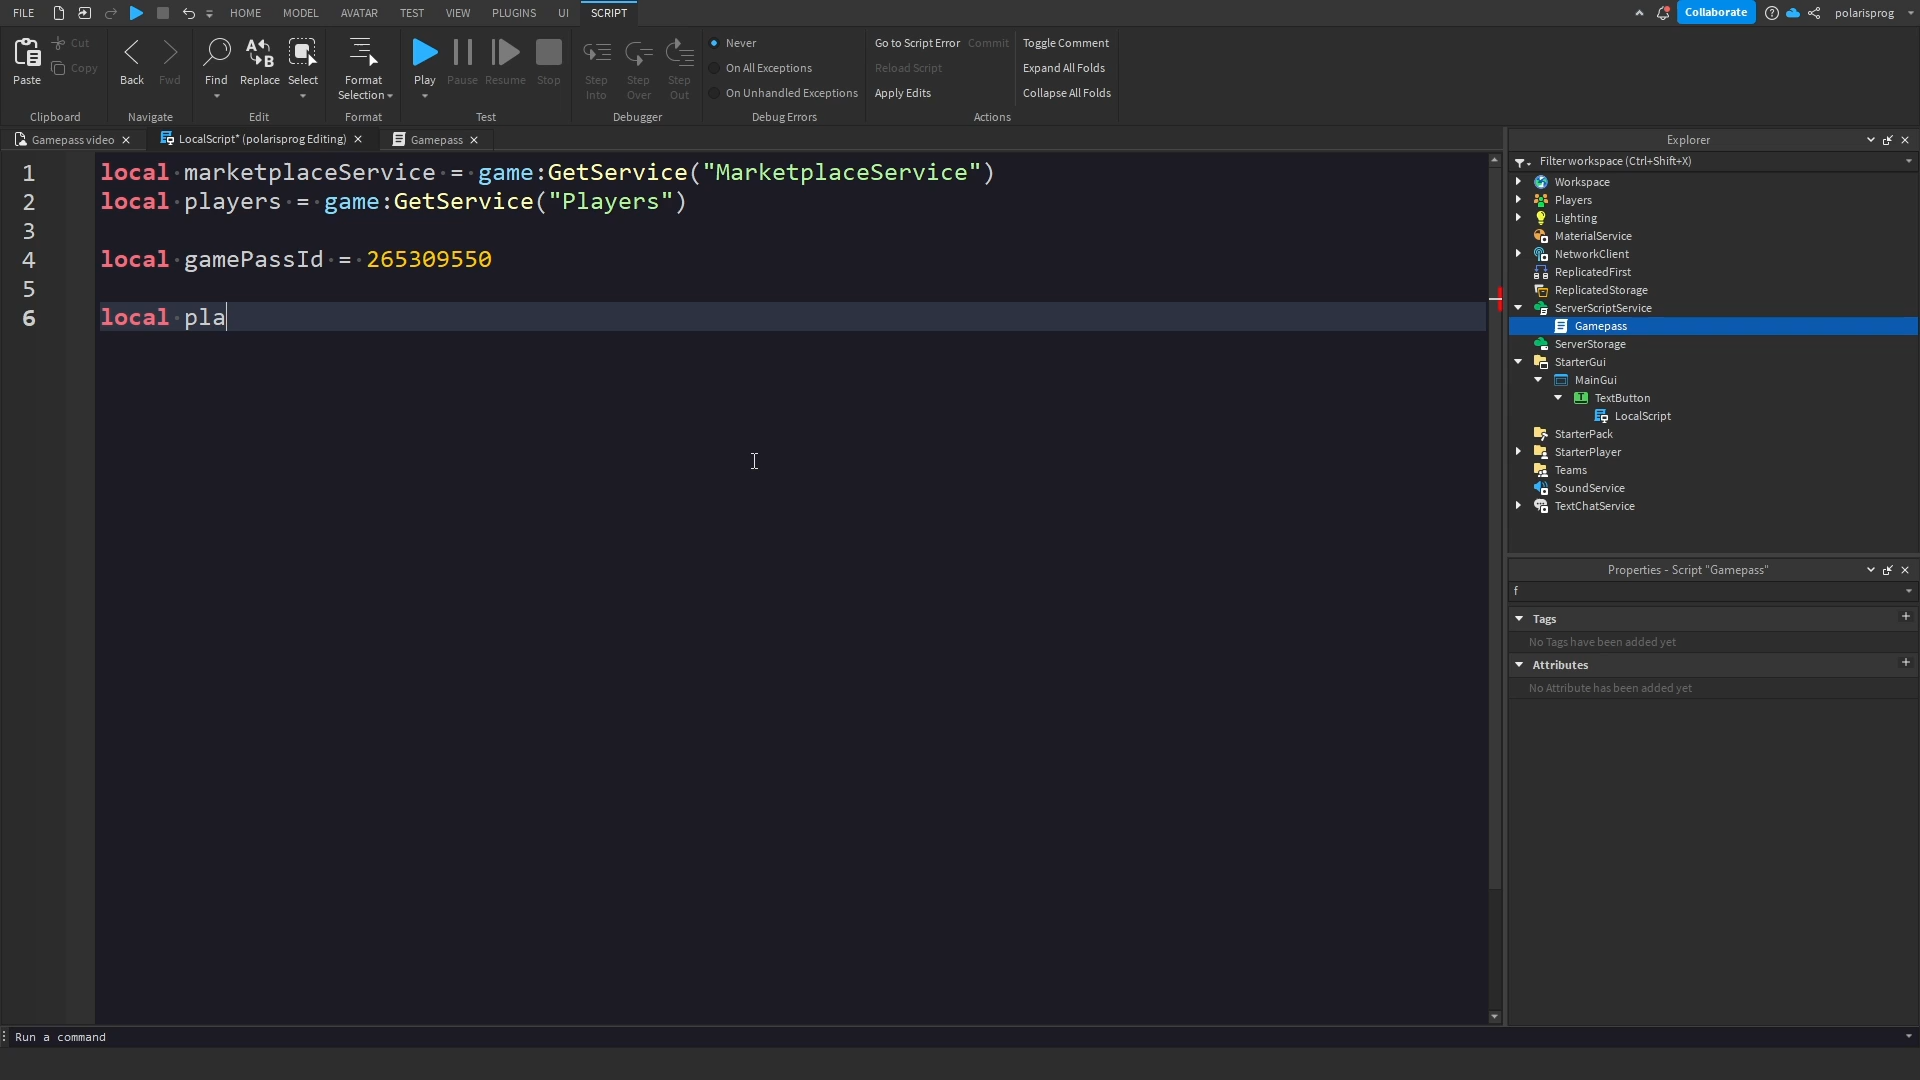 FILE HOME MODEL AVATAR TEST VIEW PLUGINS UI SCRIPT Collaborate polarisprog
Paste Cut Copy Clipboard
Back Fwd Navigate
Find Replace Select Edit
Format Selection Format
Play Pause Resume Stop Test
Step Into Step Over Step Out Debugger
Never
On All Exceptions
On Unhandled Exceptions
Debug Errors
Go to Script Error Commit
Reload Script
Apply Edits
Toggle Comment
Expand All Folds
Collapse All Folds
Actions
Gamepass video LocalScript* (polarisprog Editing) Gamepass
1 local marketplaceService = game:GetService("MarketplaceService")
2 local players = game:GetService("Players")
3
4 local gamePassId = 265309550
5
6 local pla
Explorer
Filter workspace (Ctrl+Shift+X)
Workspace
Players
Lighting
MaterialService
NetworkClient
ReplicatedFirst
ReplicatedStorage
ServerScriptService
Gamepass
ServerStorage
StarterGui
MainGui
TextButton
LocalScript
StarterPack
StarterPlayer
Teams
SoundService
TextChatService
Properties - Script "Gamepass"
f
Tags
No Tags have been added yet
Attributes
No Attribute has been added yet
Run a command